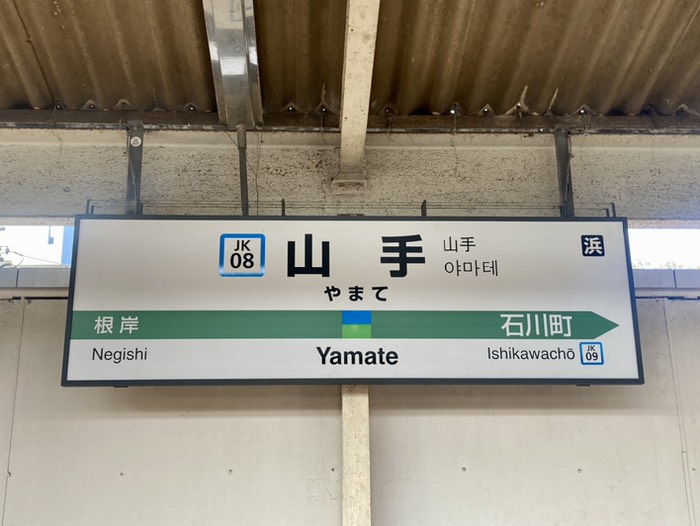 JK
08
山手
山手
야마테
浜
やまて
根岸
石川町
Negishi
Yamate
Ishikawachō
JK
09